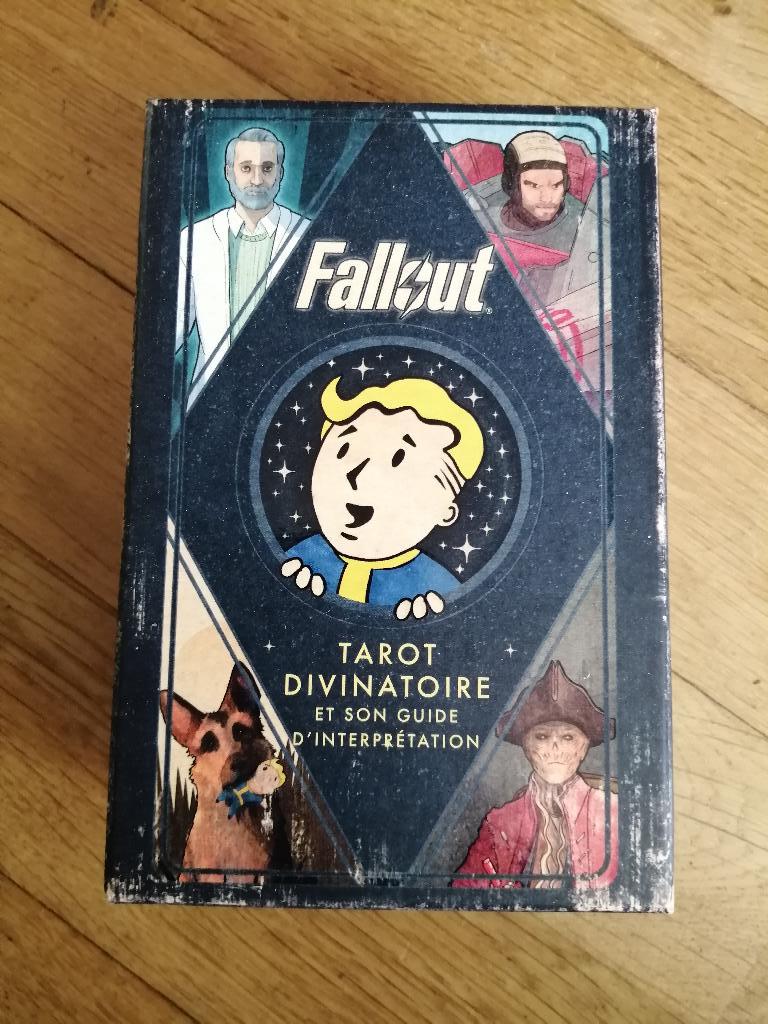 Fallout
TAROT
DIVINATOIRE
ET SON GUIDE
D'INTERPRÉTATION